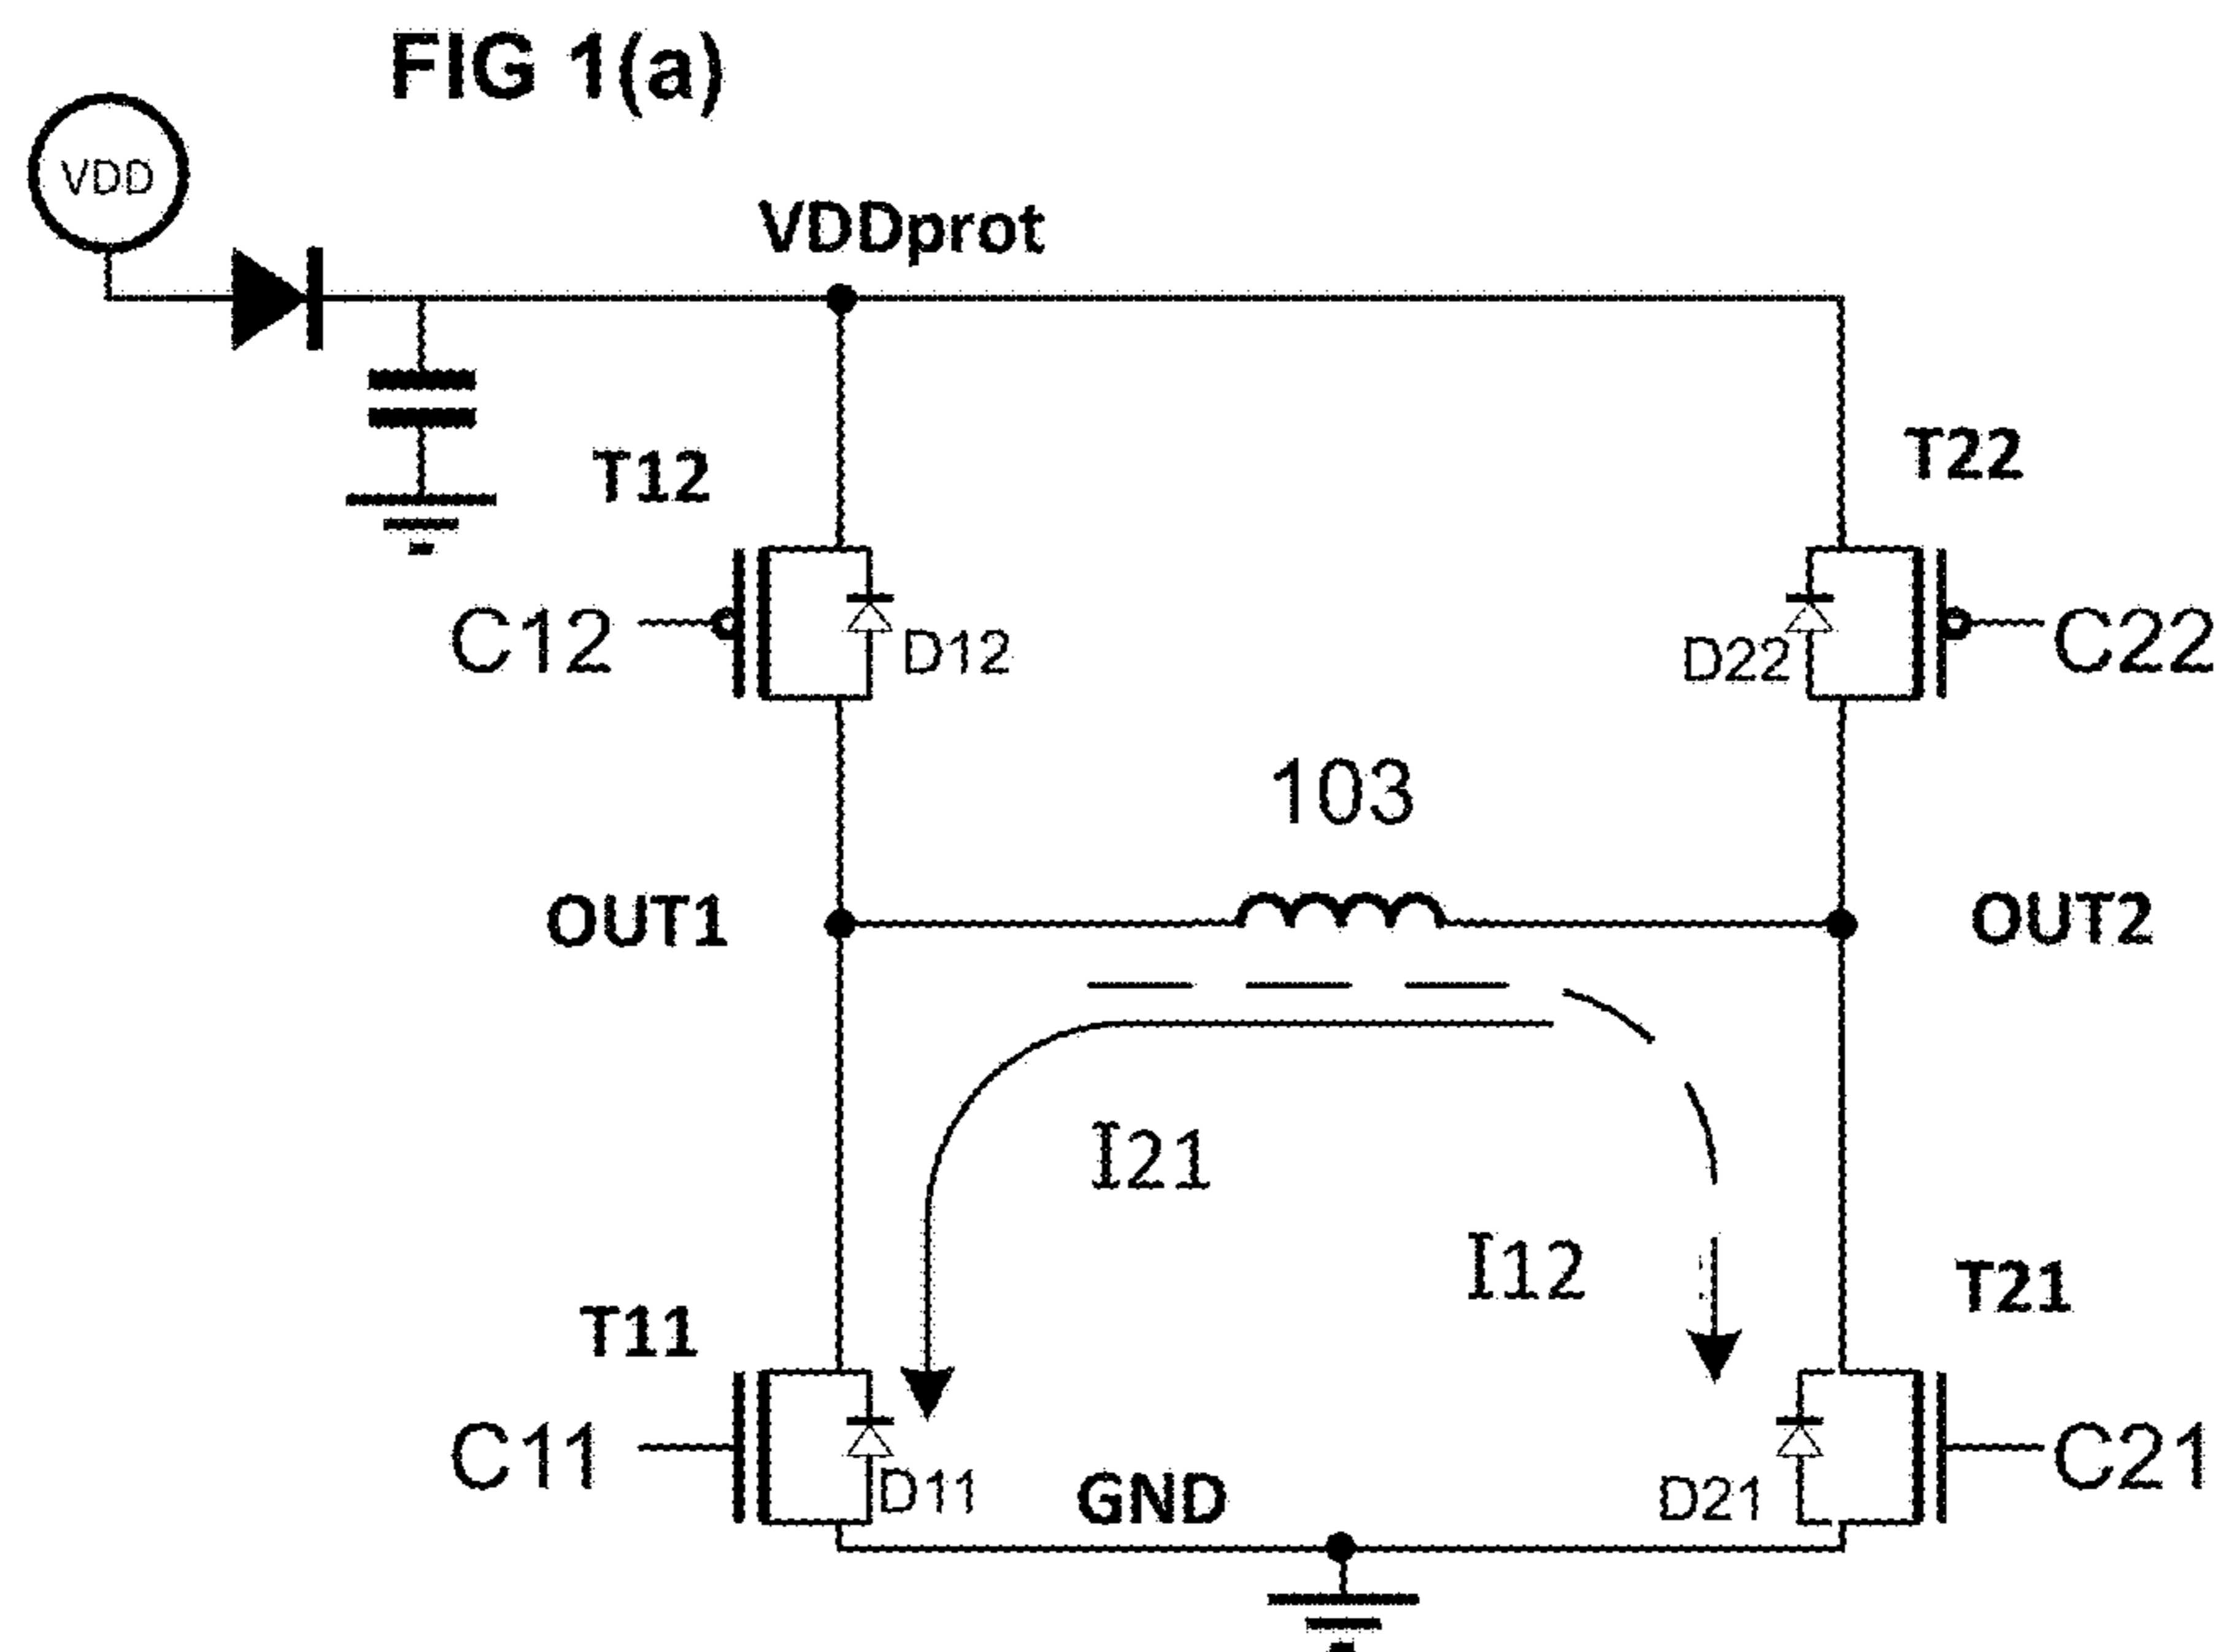 FIG 1(a)
VDD
VDDprot
T12
T22
C12
D12
D22
C22
103
OUT1
OUT2
I21
I12
T11
T21
C11
D11
GND
D21
C21